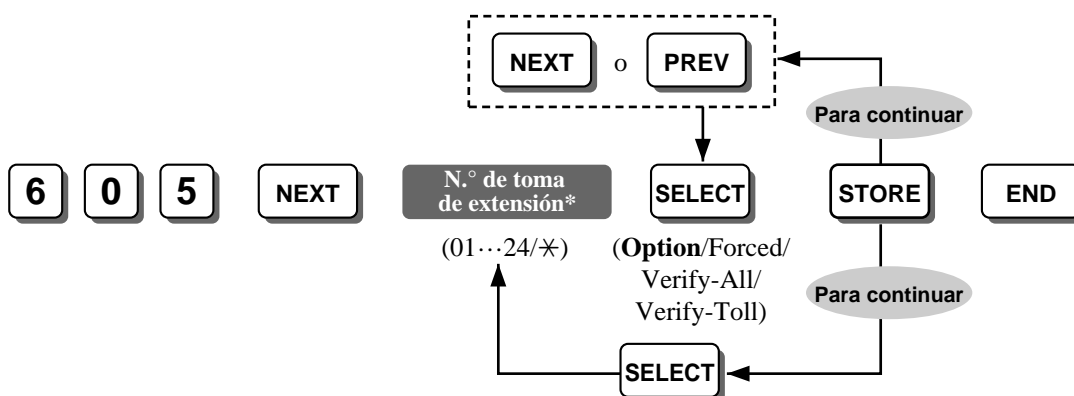 NEXT o PREV
Para continuar
6 0 5 NEXT N.° de toma de extensión* SELECT STORE END
(01···24/✳) (Option/Forced/
Verify-All/
Verify-Toll)
Para continuar
SELECT